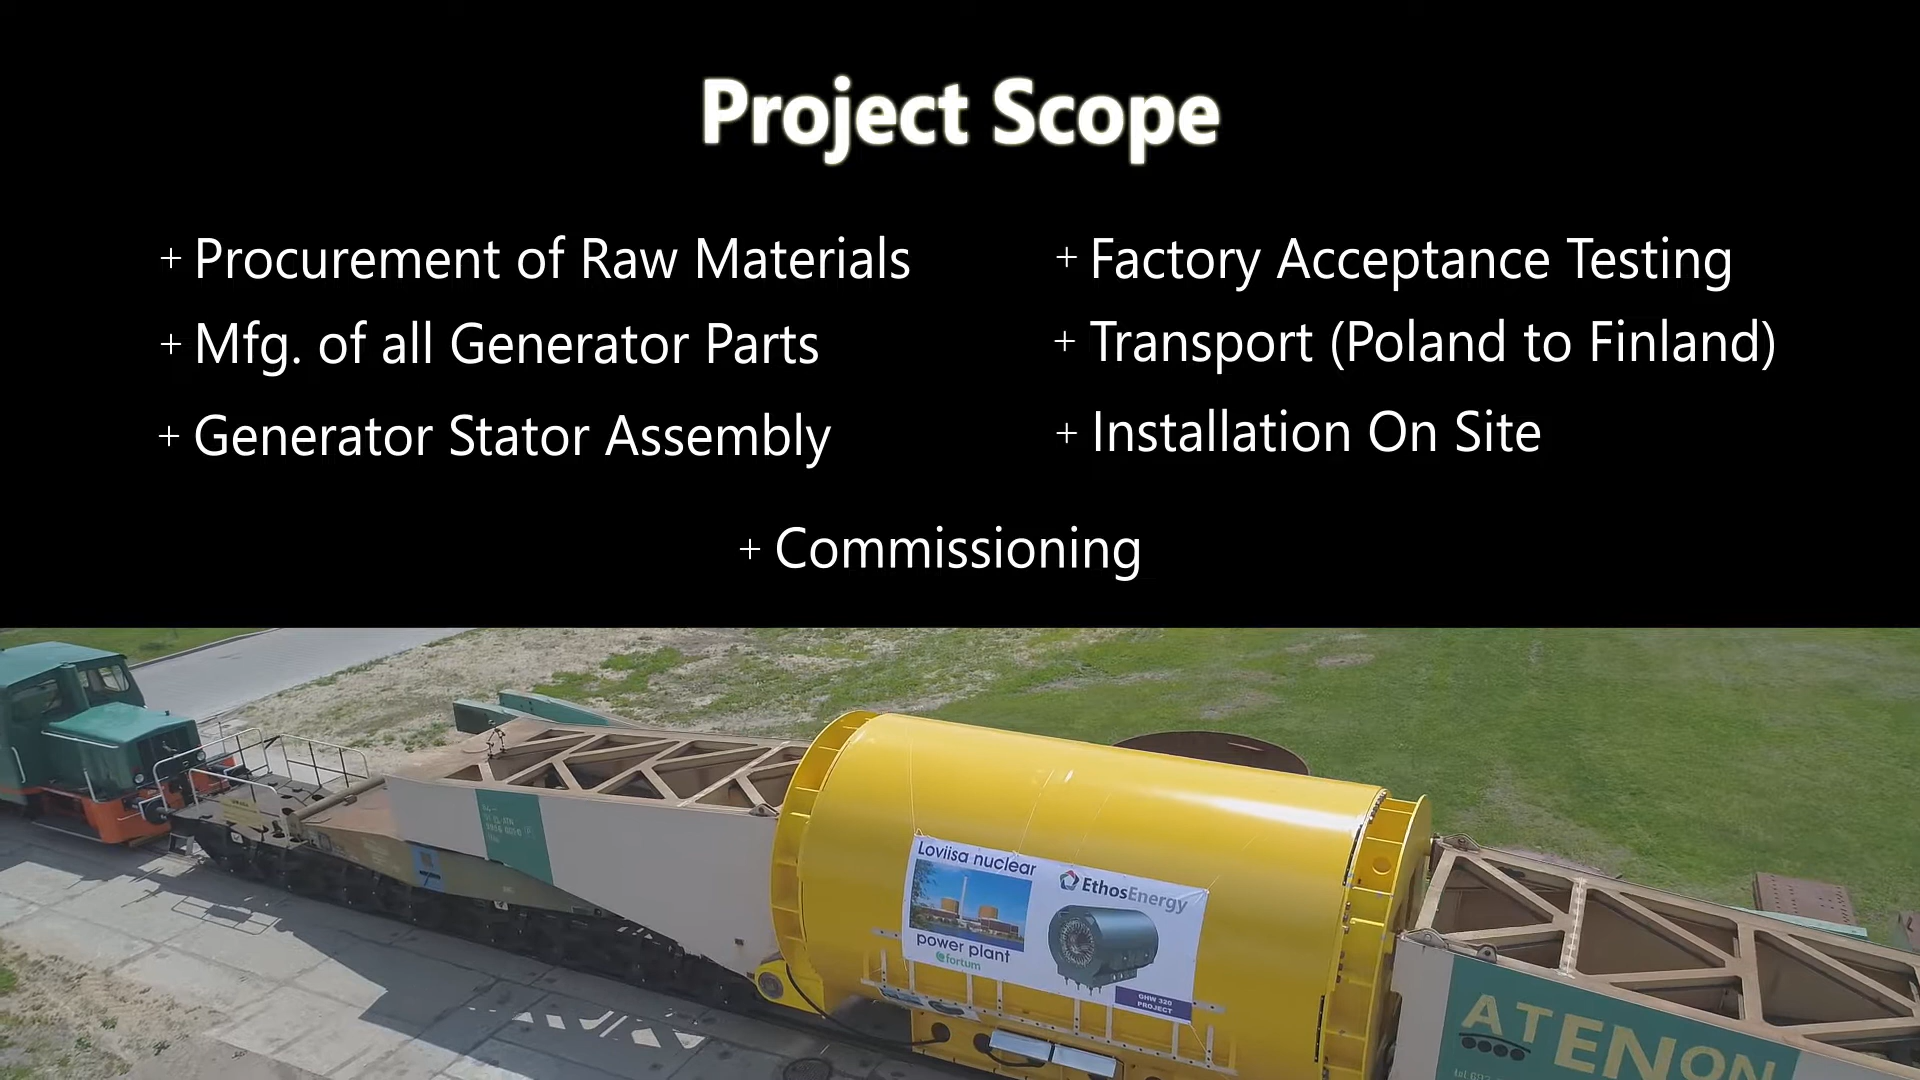 Project Scope
+ Procurement of Raw Materials
+ Mfg. of all Generator Parts
+ Generator Stator Assembly
+ Factory Acceptance Testing
+ Transport (Poland to Finland)
+ Installation On Site
+ Commissioning
Loviisa nuclear
power plant
fortum
EthosEnergy
GHW 320
PROJECT
ATENON